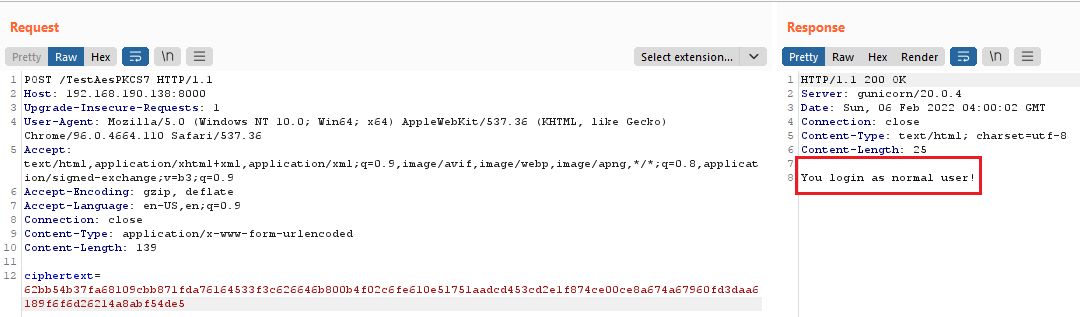 Request
Pretty Raw Hex \n Select extension...
1 POST /TestAesPKCS7 HTTP/1.1
2 Host: 192.168.190.138:8000
3 Upgrade-Insecure-Requests: 1
4 User-Agent: Mozilla/5.0 (Windows NT 10.0; Win64; x64) AppleWebKit/537.36 (KHTML, like Gecko)
Chrome/96.0.4664.110 Safari/537.36
5 Accept:
text/html,application/xhtml+xml,application/xml;q=0.9,image/avif,image/webp,image/apng,*/*;q=0.8,applicat
ion/signed-exchange;v=b3;q=0.9
6 Accept-Encoding: gzip, deflate
7 Accept-Language: en-US,en;q=0.9
8 Connection: close
9 Content-Type: application/x-www-form-urlencoded
10 Content-Length: 139
11
12 ciphertext=
62bb54b37fa68109cbb871fda76164533f3c626646b800b4f02c6fe610e51751aadcd453cd2e1f874ce00ce8a674a67960fd3daa6
189f6f6d26214a8abf54de5
Response
Pretty Raw Hex Render \n
1 HTTP/1.1 200 OK
2 Server: gunicorn/20.0.4
3 Date: Sun, 06 Feb 2022 04:00:02 GMT
4 Connection: close
5 Content-Type: text/html; charset=utf-8
6 Content-Length: 25
7
8 You login as normal user!